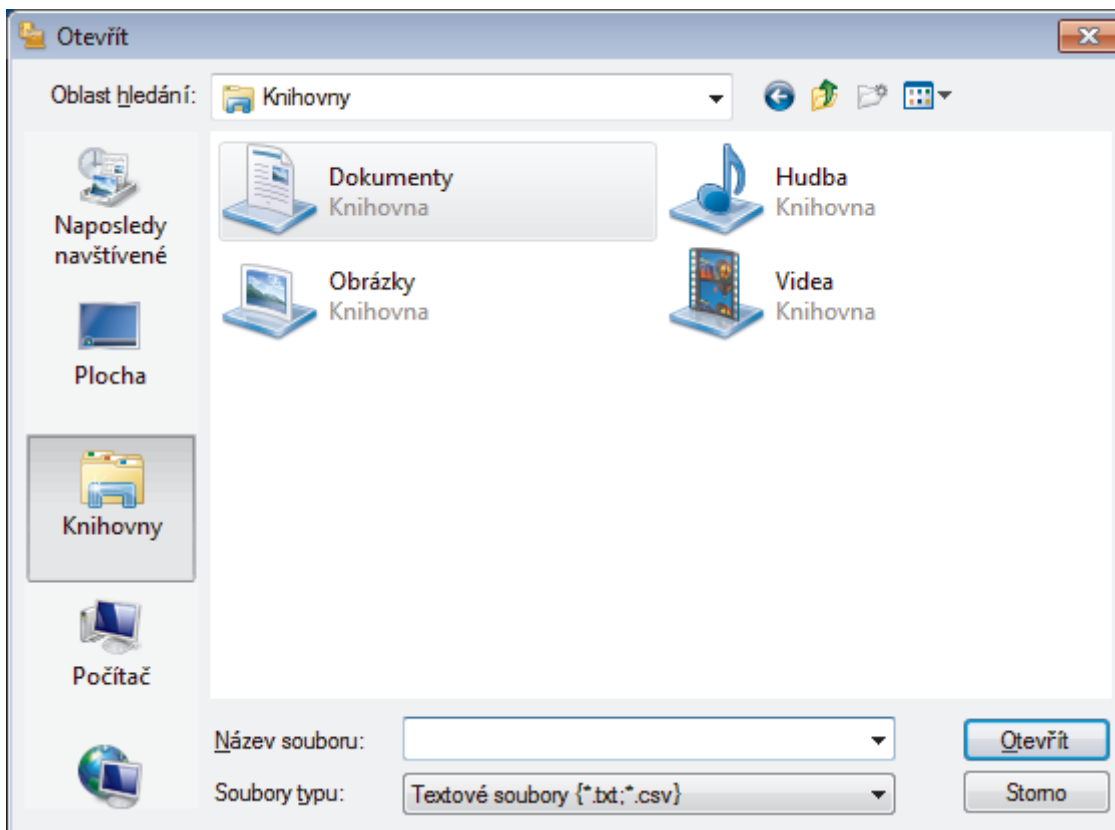 Otevřít
Oblast hledání:
Knihovny
Naposledy
navštívené
Plocha
Knihovny
Počítač
Dokumenty
Knihovna
Hudba
Knihovna
Obrázky
Knihovna
Videa
Knihovna
Název souboru:
Otevřít
Soubory typu:
Textové soubory {*.txt;*.csv}
Storno